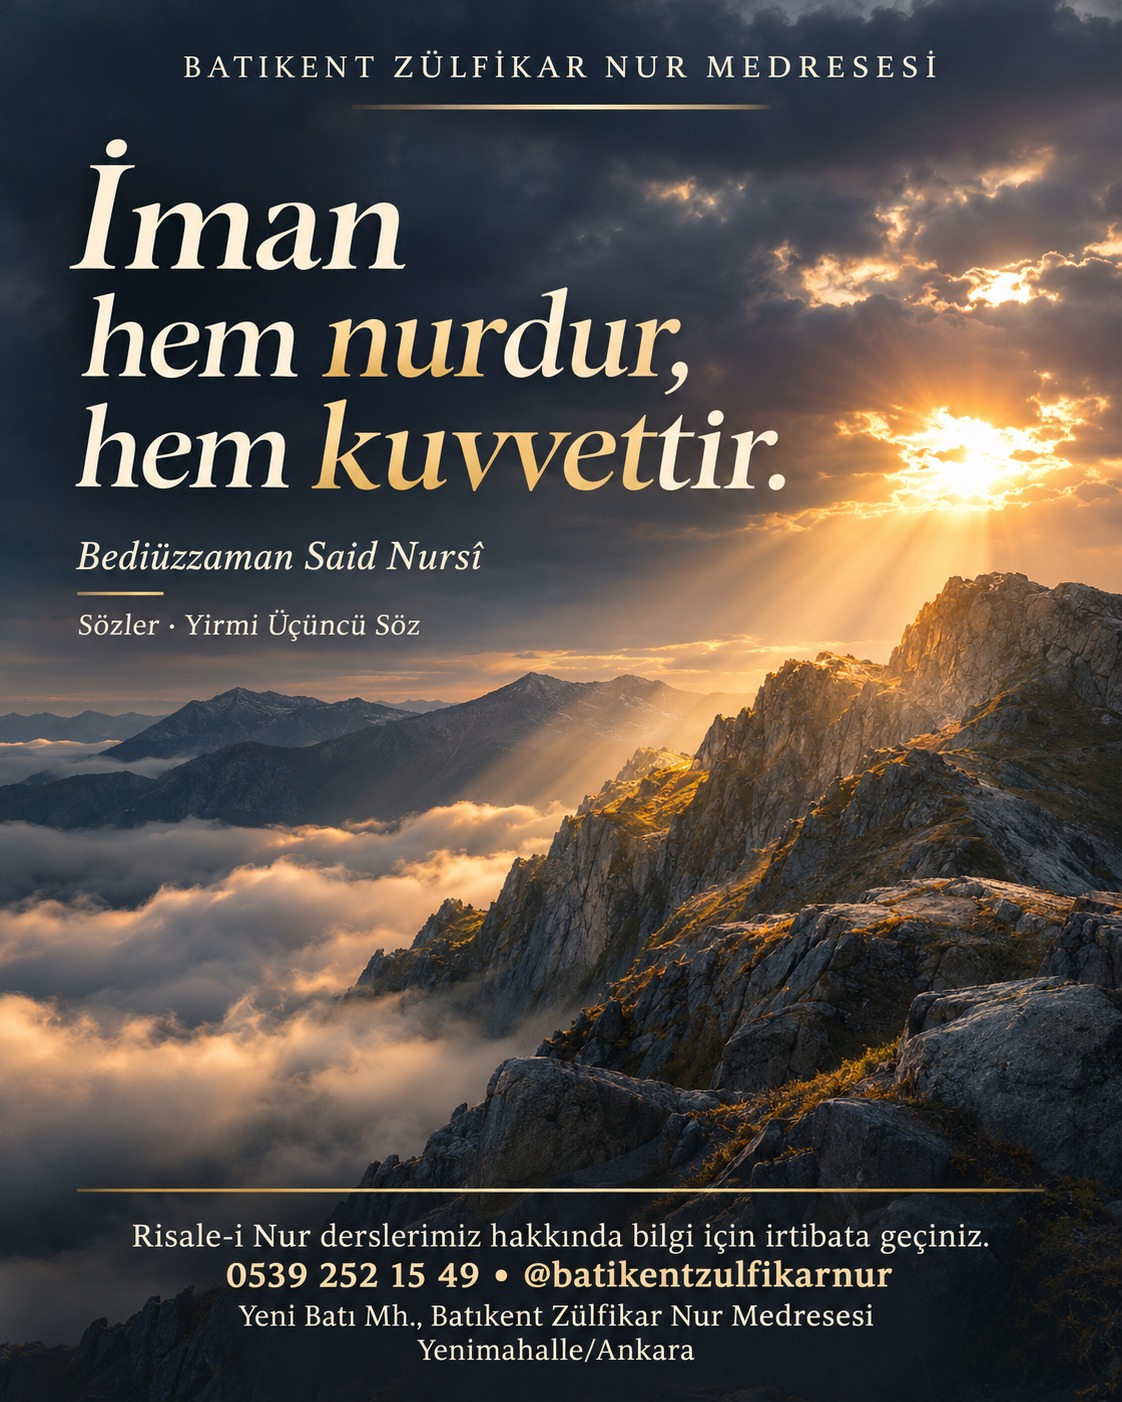 BATIKENT ZÜLFİKAR NUR MEDRESESİ
İman
hem nurdur,
hem kuvvettir.
Bediüzzaman Said Nursî
Sözler · Yirmi Üçüncü Söz
Risale-i Nur derslerimiz hakkında bilgi için irtibata geçiniz.
0539 252 15 49 • @batikentzulfikarnur
Yeni Batı Mh., Batıkent Zülfikar Nur Medresesi
Yenimahalle/Ankara